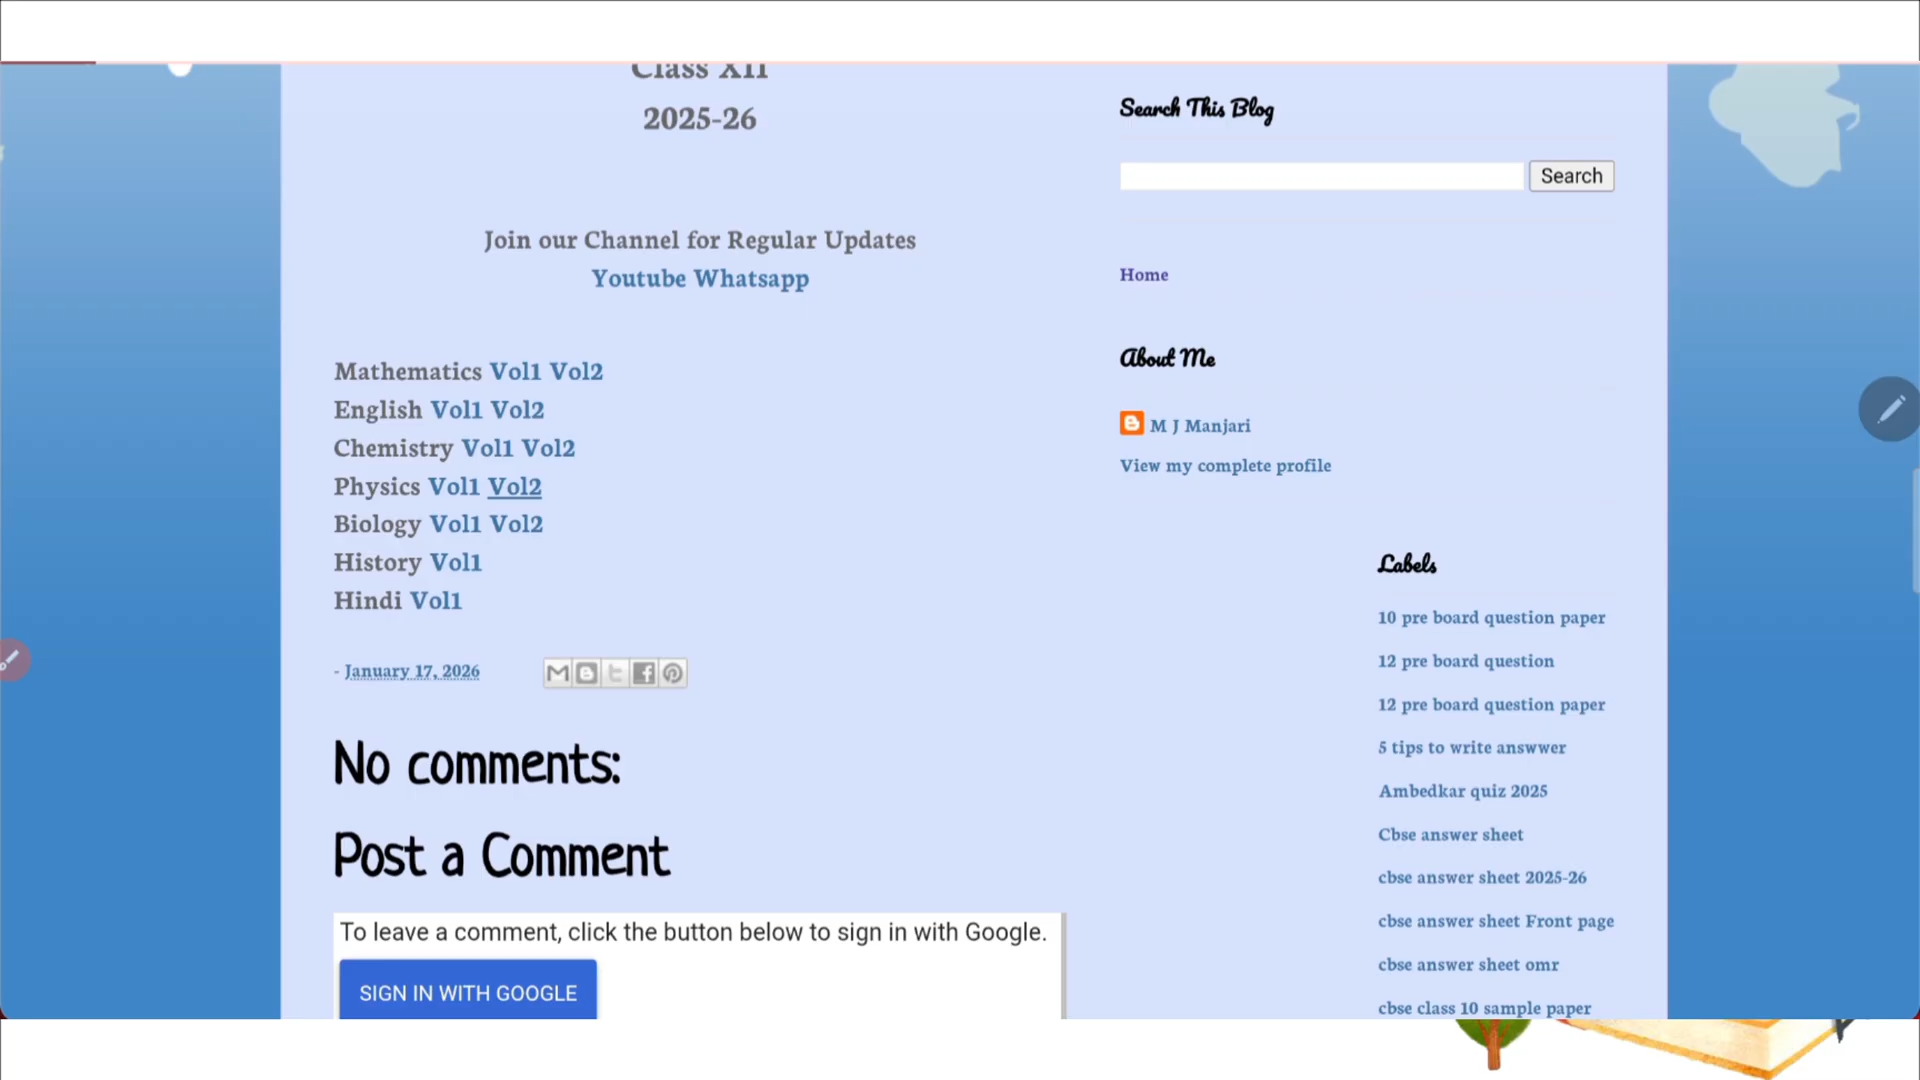 Class XII
2025-26
Join our Channel for Regular Updates
Youtube Whatsapp
Mathematics Vol1 Vol2
English Vol1 Vol2
Chemistry Vol1 Vol2
Physics Vol1 Vol2
Biology Vol1 Vol2
History Vol1
Hindi Vol1
- January 17, 2026
No comments:
Post a Comment
To leave a comment, click the button below to sign in with Google.
SIGN IN WITH GOOGLE
Search This Blog
Search
Home
About Me
M J Manjari
View my complete profile
Labels
10 pre board question paper
12 pre board question
12 pre board question paper
5 tips to write answwer
Ambedkar quiz 2025
Cbse answer sheet
cbse answer sheet 2025-26
cbse answer sheet Front page
cbse answer sheet omr
cbse class 10 sample paper